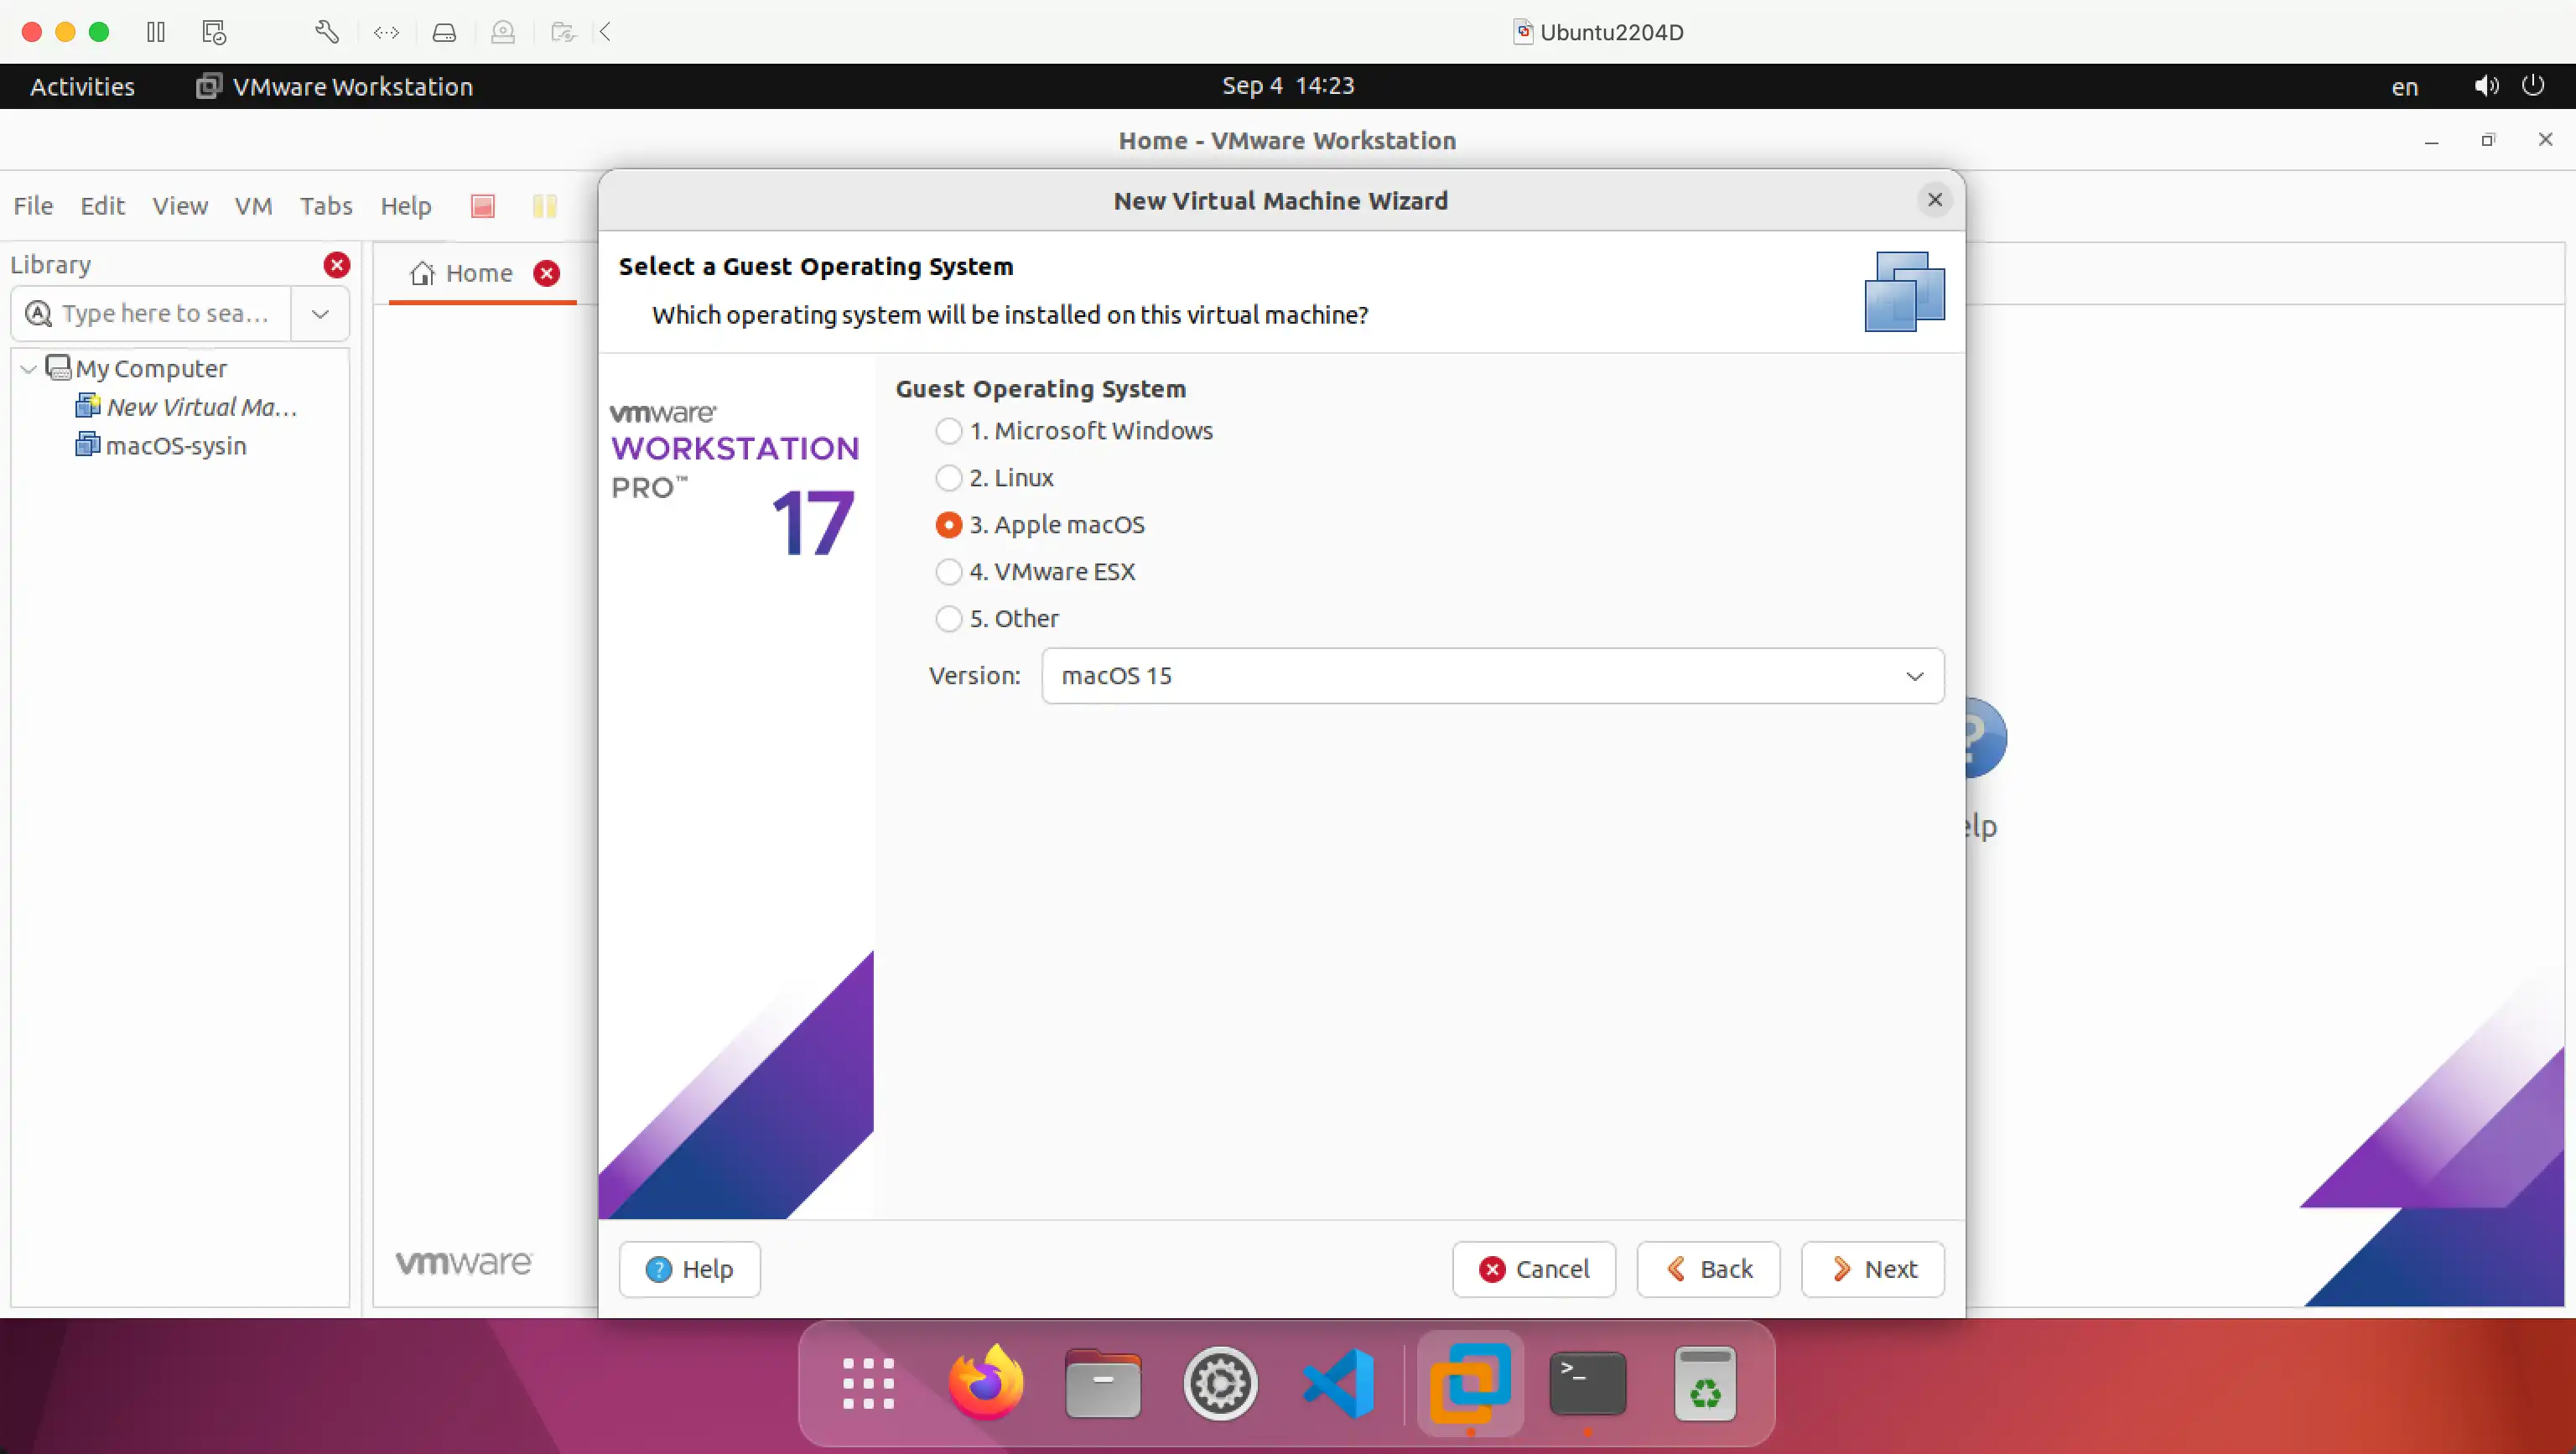 Ubuntu2204D
Activities
VMware Workstation
Sep 4 14:23
en
Home - VMware Workstation
File Edit View VM Tabs Help
Library
Type here to sea...
My Computer
New Virtual Ma...
macOS-sysin
Home
vmware
New Virtual Machine Wizard
Select a Guest Operating System
Which operating system will be installed on this virtual machine?
vmware
WORKSTATION
PRO™
17
Guest Operating System
1. Microsoft Windows
2. Linux
3. Apple macOS
4. VMware ESX
5. Other
Version: macOS 15
Help
Cancel
Back
Next
elp
>_